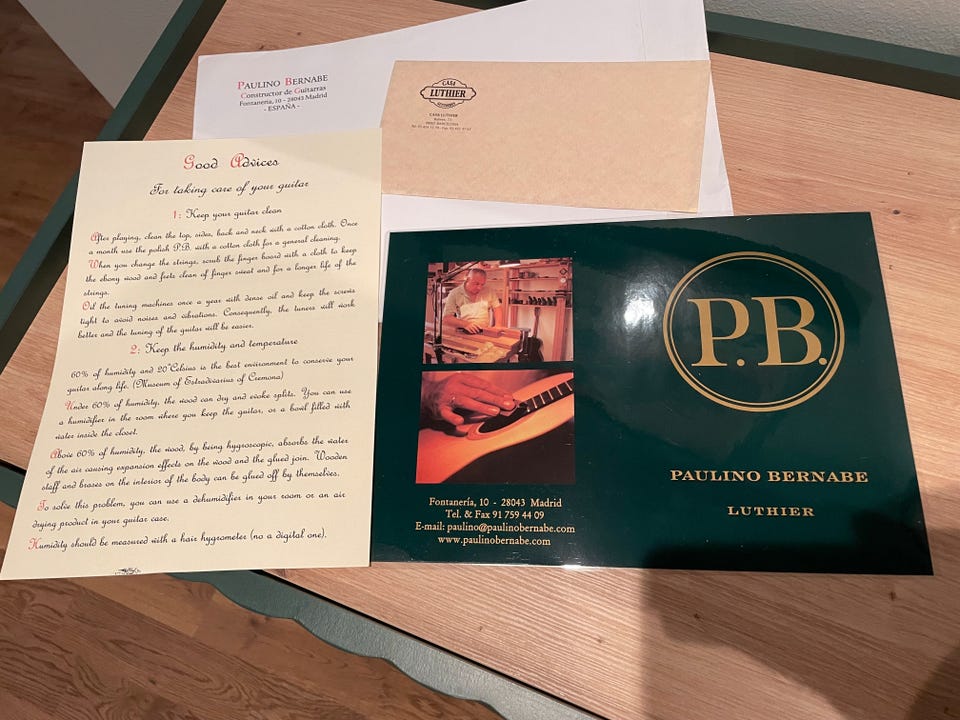 PAULINO BERNABE
Constructor de Guitarras
Fontanería, 10 - 28043 Madrid
- ESPAÑA -
CASA
LUTHIER
CASA LUTHIER
Good Advices
For taking care of your guitar
1: Keep your guitar clean
After playing, clean the top, sides, back and neck with a cotton cloth. Once
a month use the polish P.B. with a cotton cloth for a general cleaning.
When you change the strings, scrub the finger board with a cloth to keep
the ebony wood and frets clean of finger sweat and for a longer life of the
strings.
Oil the tuning machines once a year with dense oil and keep the screws
tight to avoid noises and vibrations. Consequently, the tuners will work
better and the tuning of the guitar will be easier.
2: Keep the humidity and temperature
60% of humidity and 20°Celsius is the best environment to conserve your
guitar along life. (Museum of Estradivarius of Cremona)
Under 60% of humidity, the wood can dry and evoke splits. You can use
a humidifier in the room where you keep the guitar, or a bowl filled with
water inside the closet.
Above 60% of humidity, the wood, by being hygroscopic, absorbs the water
of the air causing expansion effects on the wood and the glued join. Wooden
staff and brases on the interior of the body can be glued off by themselves.
To solve this problem, you can use a dehumidifier in your room or an air
drying product in your guitar case.
Humidity should be measured with a hair hygrometer (no a digital one).
P.B.
PAULINO BERNABE
LUTHIER
Fontanería, 10 - 28043 Madrid
Tel. & Fax 91 759 44 09
E-mail: paulino@paulinobernabe.com
www.paulinobernabe.com